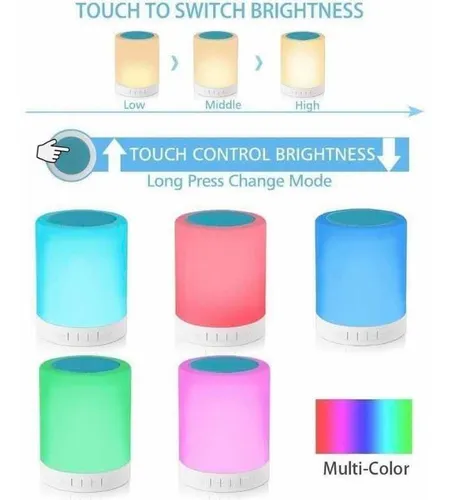 TOUCH TO SWITCH BRIGHTNESS
Low
Middle
High
TOUCH CONTROL BRIGHTNESS
Long Press Change Mode
Multi-Color